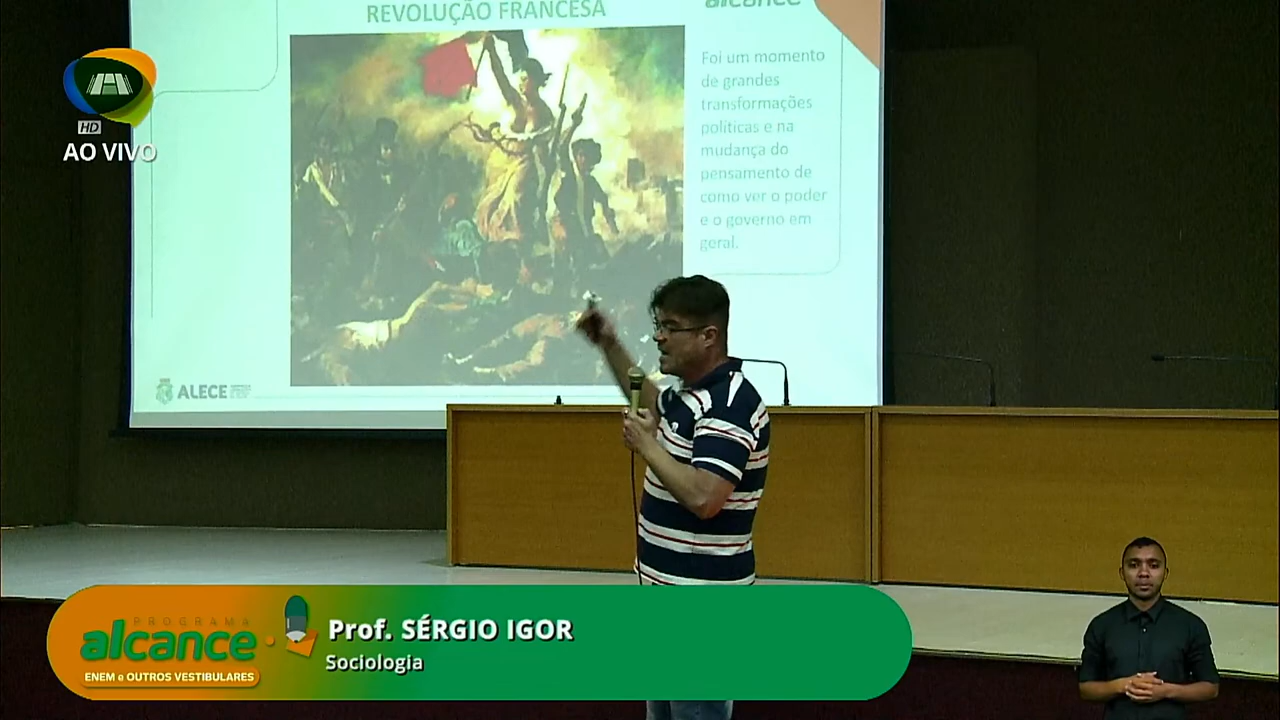 REVOLUÇÃO FRANCESA
alcance
Foi um momento
de grandes
transformações
políticas e na
mudança do
pensamento de
como ver o poder
e o governo em
geral.
HD
AO VIVO
ALECE
PROGRAMA
alcance
ENEM e OUTROS VESTIBULARES
Prof. SÉRGIO IGOR
Sociologia